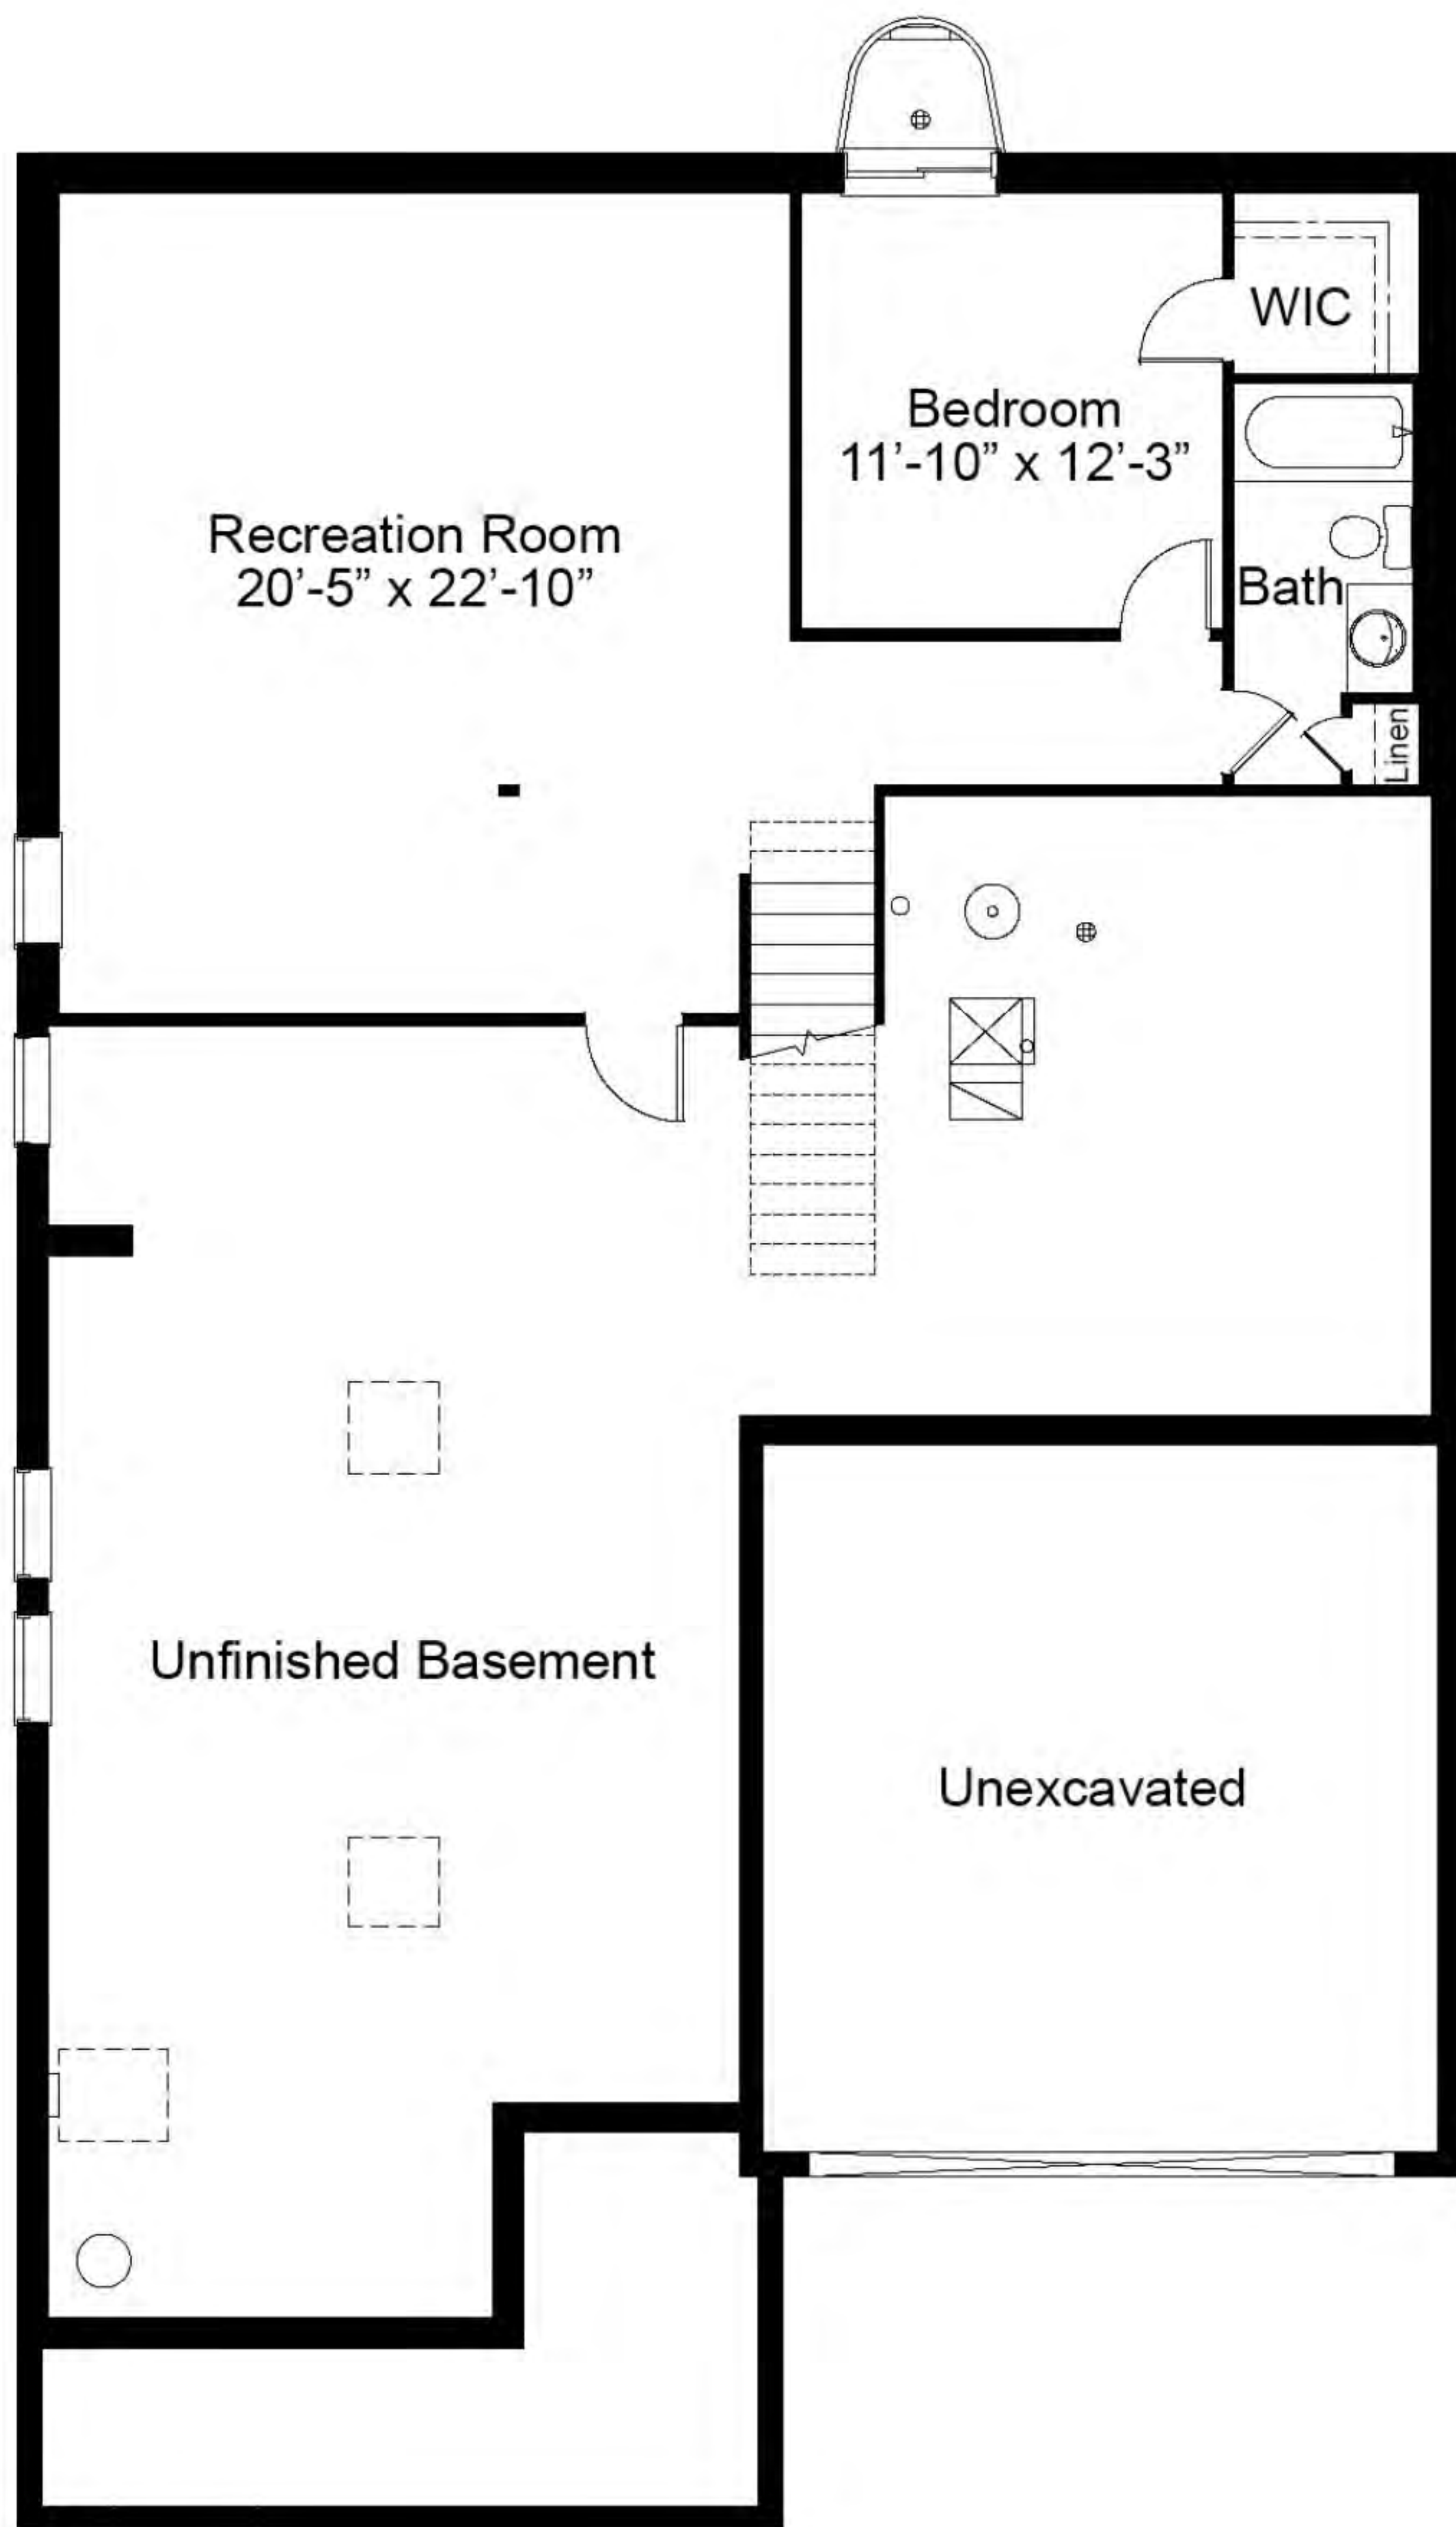 WIC
Bedroom
11’-10” x 12’-3”
Recreation Room
20’-5” x 22’-10”
Bath
Linen
Unfinished Basement
Unexcavated